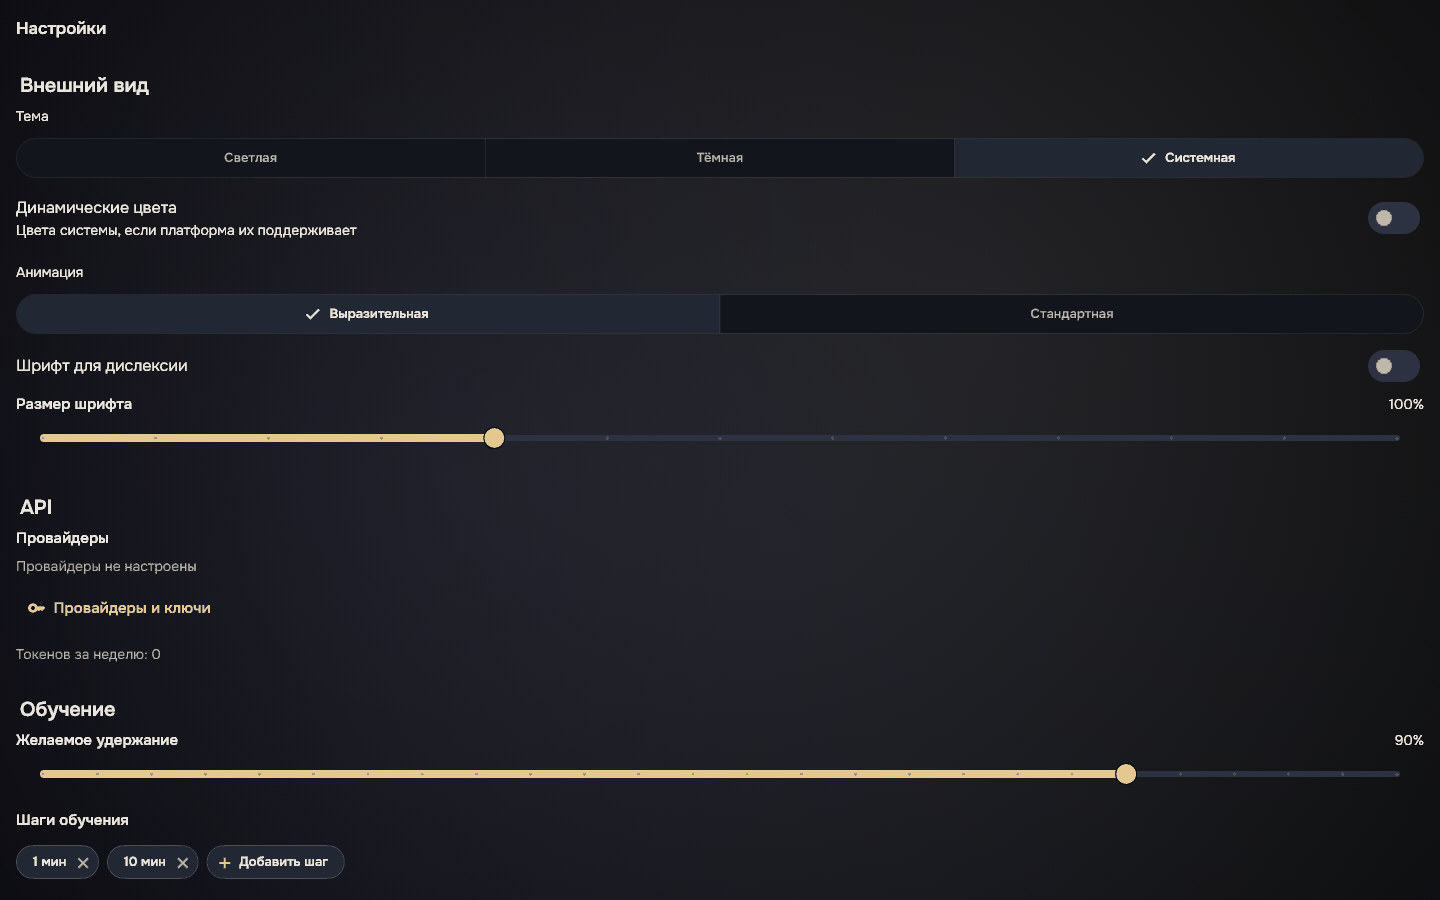 Настройки
Внешний вид
Тема
Светлая
Тёмная
Системная
Динамические цвета
Цвета системы, если платформа их поддерживает
Анимация
Выразительная
Стандартная
Шрифт для дислексии
Размер шрифта
100%
API
Провайдеры
Провайдеры не настроены
Провайдеры и ключи
Токенов за неделю: 0
Обучение
Желаемое удержание
90%
Шаги обучения
1 мин
10 мин
Добавить шаг